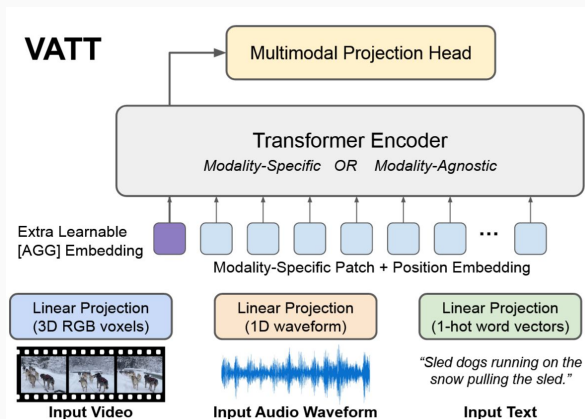 VATT
Multimodal Projection Head
Transformer Encoder
Modality-Specific OR Modality-Agnostic
Extra Learnable
[AGG] Embedding
...
Modality-Specific Patch + Position Embedding
Linear Projection
(3D RGB voxels)
Linear Projection
(1D waveform)
Linear Projection
(1-hot word vectors)
“Sled dogs running on the
snow pulling the sled.”
Input Video
Input Audio Waveform
Input Text